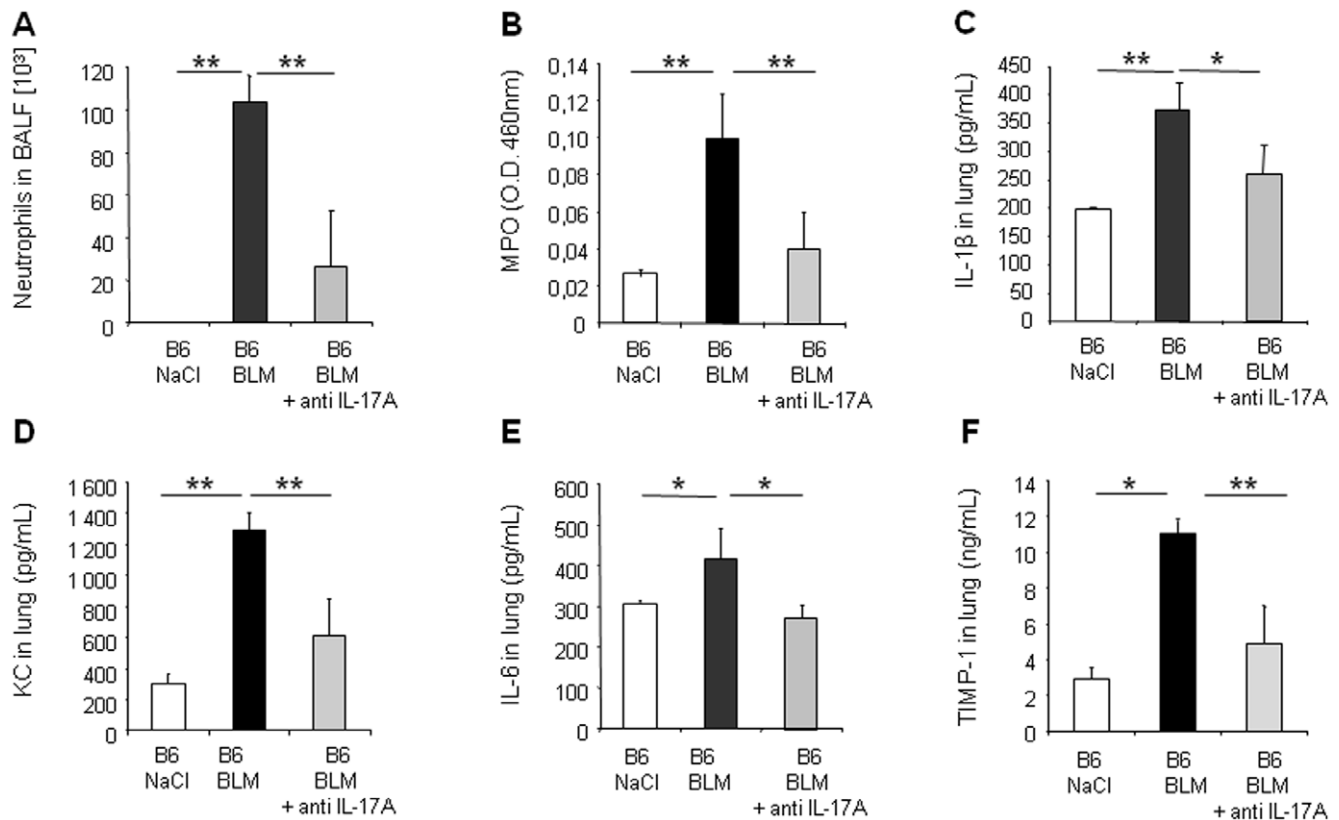 A
Neutrophils in BALF [10³]
120
100
80
60
40
20
0
**
**
B6
NaCl
B6
BLM
B6
BLM
+ anti IL-17A
B
MPO (O.D. 460nm)
0,14
0,12
0,10
0,08
0,06
0,04
0,02
0
**
**
B6
NaCl
B6
BLM
B6
BLM
+ anti IL-17A
C
IL-1β in lung (pg/mL)
450
400
350
300
250
200
150
100
50
0
**
*
B6
NaCl
B6
BLM
B6
BLM
+ anti IL-17A
D
KC in lung (pg/mL)
1 600
1 400
1 200
1 000
800
600
400
200
0
**
**
B6
NaCl
B6
BLM
B6
BLM
+ anti IL-17A
E
IL-6 in lung (pg/mL)
600
500
400
300
200
100
0
*
*
B6
NaCl
B6
BLM
B6
BLM
+ anti IL-17A
F
TIMP-1 in lung (ng/mL)
14
12
10
8
6
4
2
0
*
**
B6
NaCl
B6
BLM
B6
BLM
+ anti IL-17A